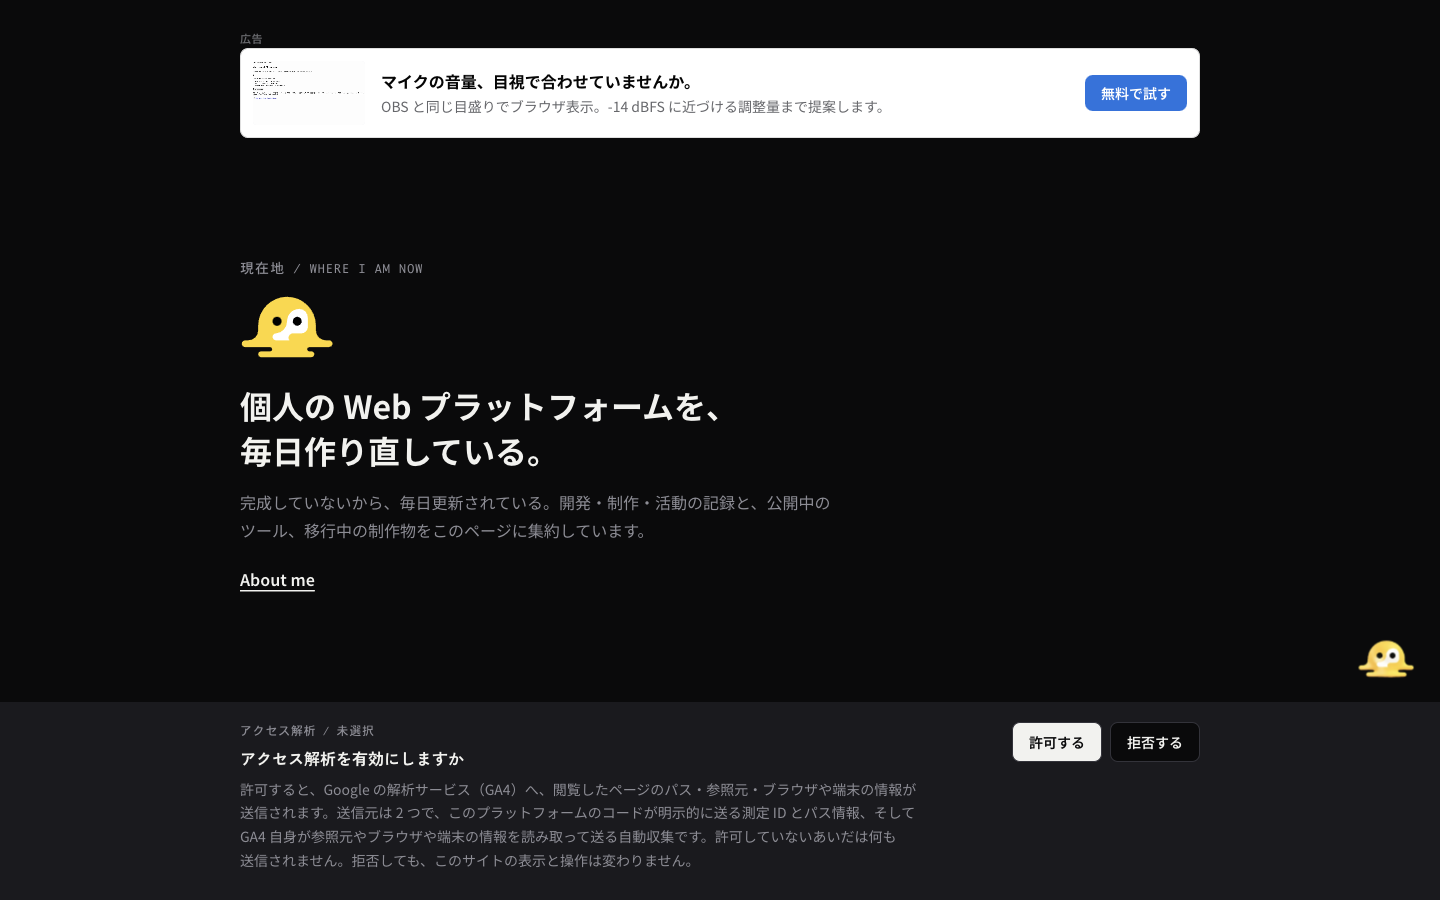 広告
マイクの音量、目視で合わせていませんか。
OBS と同じ目盛りでブラウザ表示。-14 dBFS に近づける調整量まで提案します。
無料で試す
現在地 / WHERE I AM NOW
個人の Web プラットフォームを、
毎日作り直している。
完成していないから、毎日更新されている。開発・制作・活動の記録と、公開中の
ツール、移行中の制作物をこのページに集約しています。
About me
アクセス解析 / 未選択
アクセス解析を有効にしますか
許可すると、Google の解析サービス（GA4）へ、閲覧したページのパス・参照元・ブラウザや端末の情報が
送信されます。送信元は 2 つで、このプラットフォームのコードが明示的に送る測定 ID とパス情報、そして
GA4 自身が参照元やブラウザや端末の情報を読み取って送る自動収集です。許可していないあいだは何も
送信されません。拒否しても、このサイトの表示と操作は変わりません。
許可する
拒否する